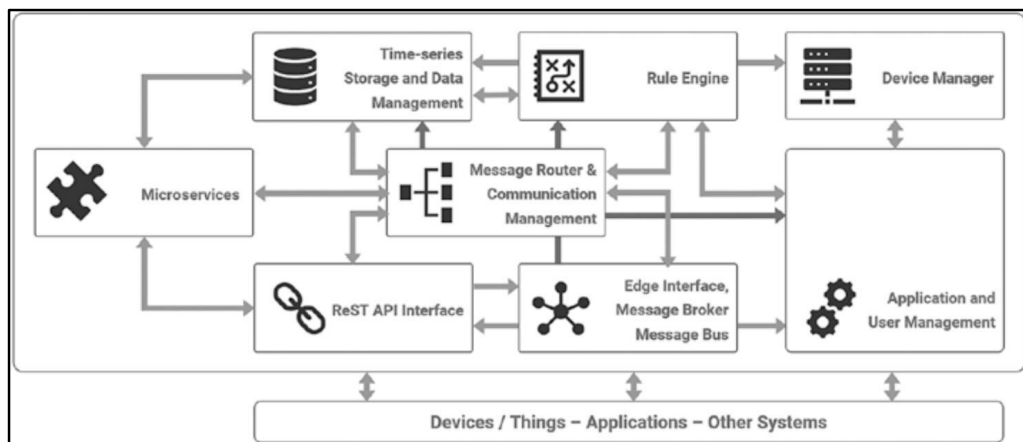 Time-series
Storage and Data
Management
Rule Engine
Device Manager
Microservices
Message Router &
Communication
Management
ReST API Interface
Edge Interface,
Message Broker
Message Bus
Application and
User Management
Devices / Things – Applications – Other Systems